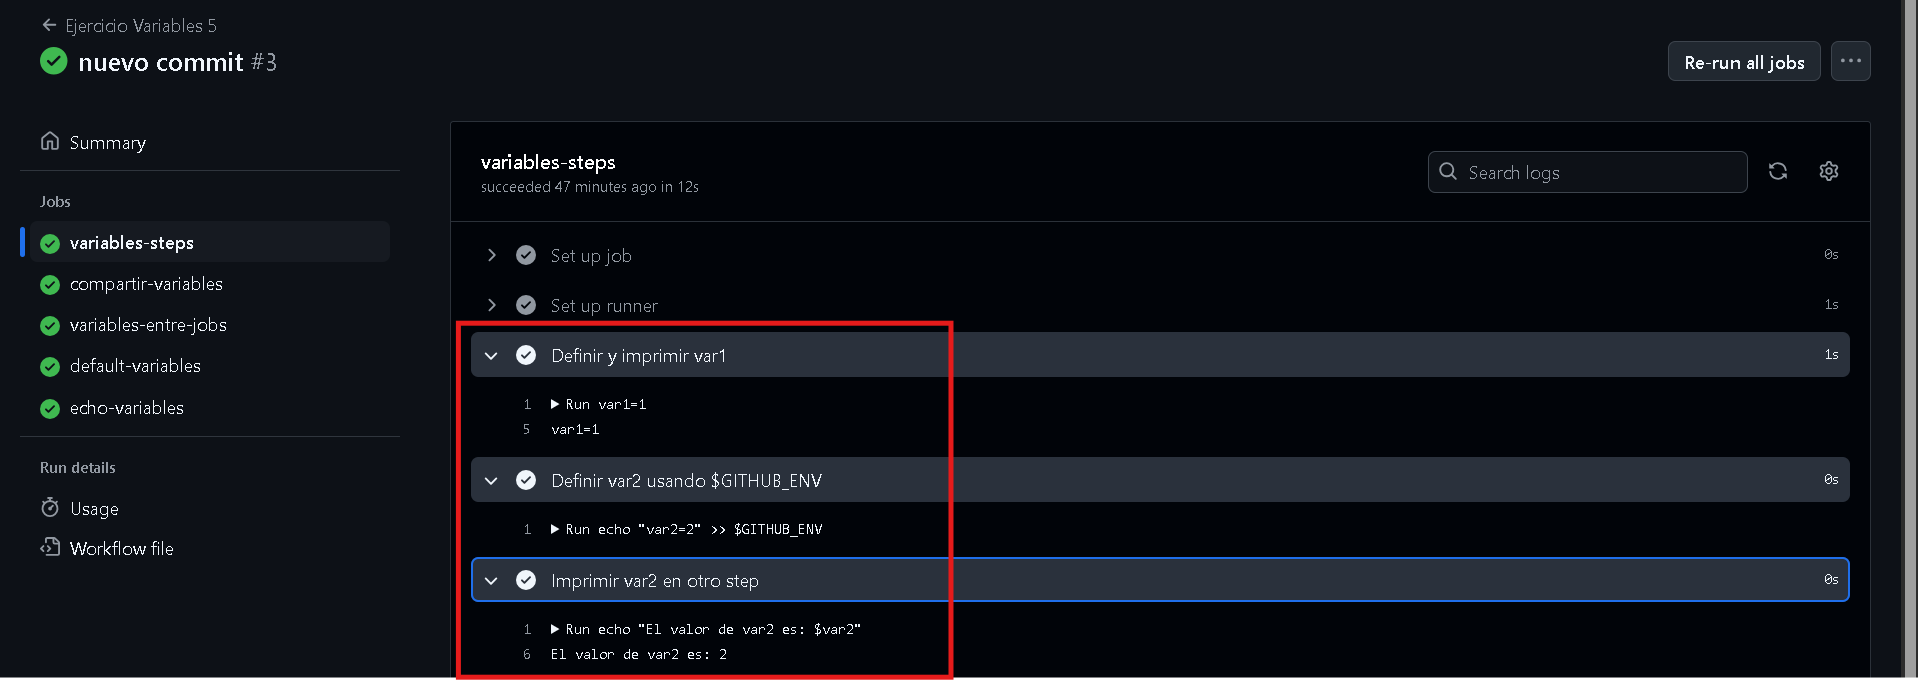 Ejercicio Variables 5
nuevo commit #3
Re-run all jobs
Summary
Jobs
variables-steps
compartir-variables
variables-entre-jobs
default-variables
echo-variables
Run details
Usage
Workflow file
variables-steps
succeeded 47 minutes ago in 12s
Search logs
Set up job 0s
Set up runner 1s
Definir y imprimir var1 1s
1 Run var1=1
5 var1=1
Definir var2 usando $GITHUB_ENV 0s
1 Run echo "var2=2" >> $GITHUB_ENV
Imprimir var2 en otro step 0s
1 Run echo "El valor de var2 es: $var2"
6 El valor de var2 es: 2